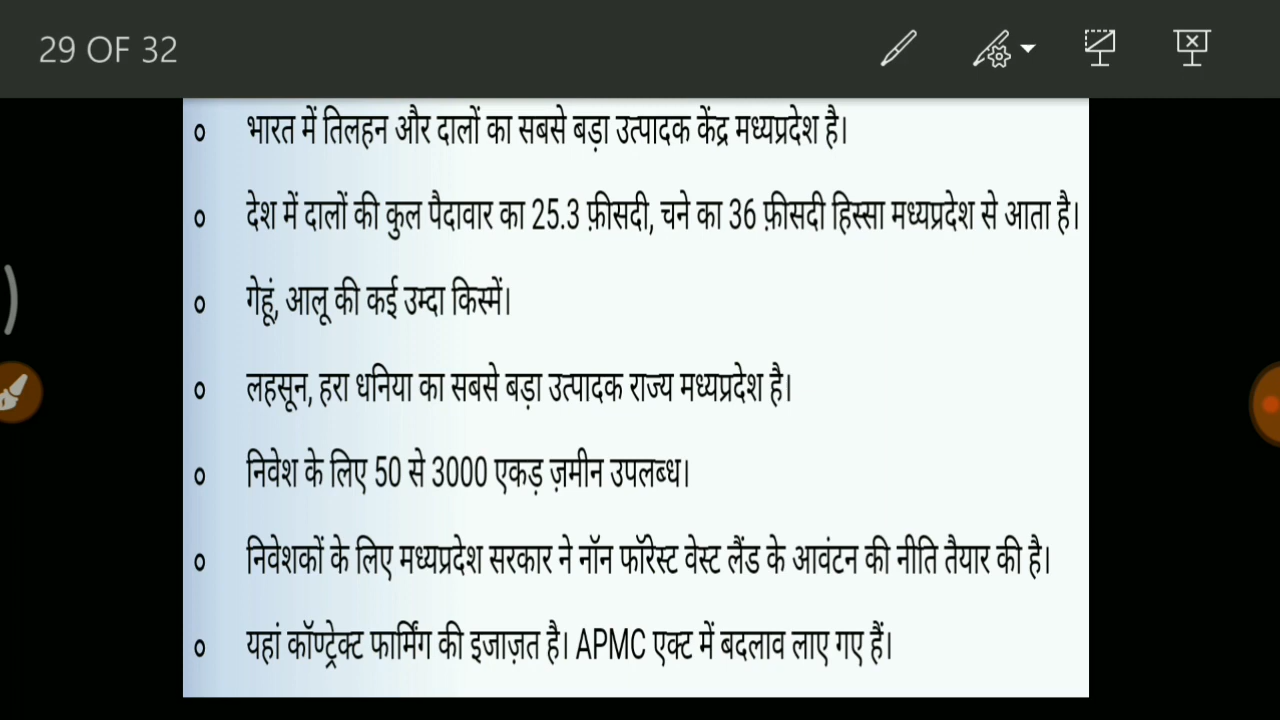 29 OF 32
भारत में तिलहन और दालों का सबसे बड़ा उत्पादक केंद्र मध्यप्रदेश है।
देश में दालों की कुल पैदावार का 25.3 फ़ीसदी, चने का 36 फ़ीसदी हिस्सा मध्यप्रदेश से आता है।
गेहूं, आलू की कई उम्दा किस्में।
लहसून, हरा धनिया का सबसे बड़ा उत्पादक राज्य मध्यप्रदेश है।
निवेश के लिए 50 से 3000 एकड़ ज़मीन उपलब्ध।
निवेशकों के लिए मध्यप्रदेश सरकार ने नॉन फॉरेस्ट वेस्ट लैंड के आवंटन की नीति तैयार की है।
यहां कॉण्ट्रेक्ट फार्मिंग की इजाज़त है। APMC एक्ट में बदलाव लाए गए हैं।